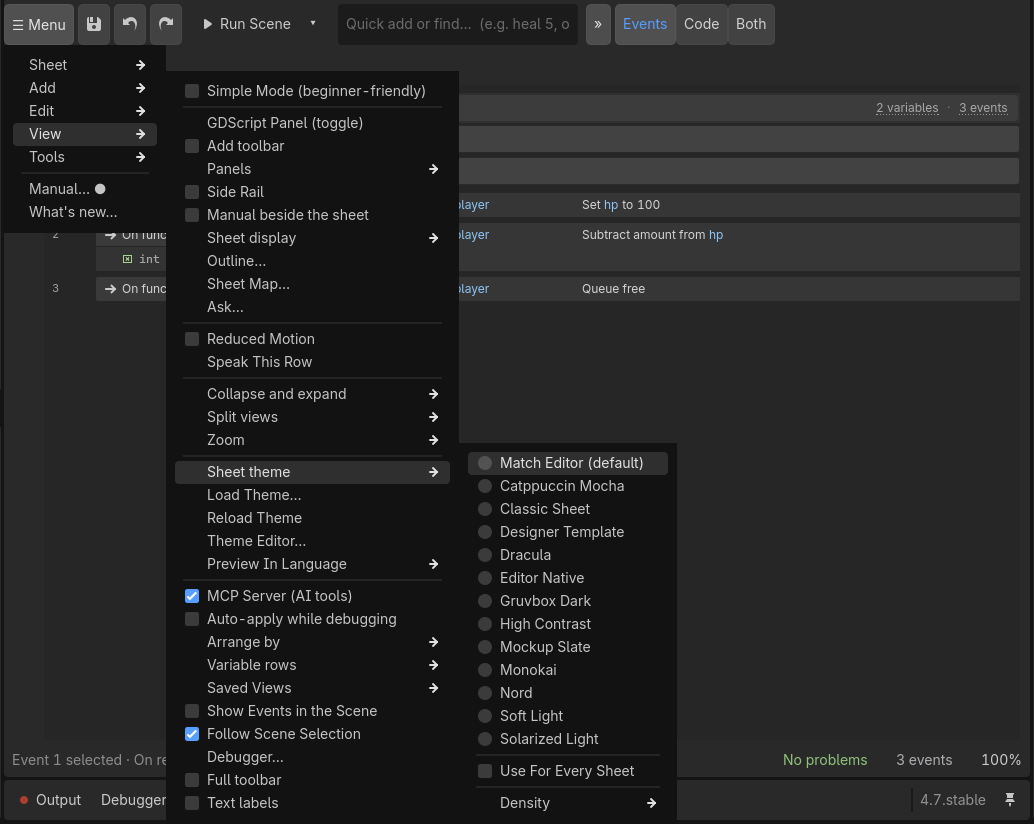 ☰ Menu
Run Scene
Quick add or find... (e.g. heal 5, o
»
Events
Code
Both
Sheet
Add
Edit
View
Tools
Manual...
What's new...
Simple Mode (beginner-friendly)
GDScript Panel (toggle)
Add toolbar
Panels
Side Rail
Manual beside the sheet
Sheet display
Outline...
Sheet Map...
Ask...
Reduced Motion
Speak This Row
Collapse and expand
Split views
Zoom
Sheet theme
Load Theme...
Reload Theme
Theme Editor...
Preview In Language
MCP Server (AI tools)
Auto-apply while debugging
Arrange by
Variable rows
Saved Views
Show Events in the Scene
Follow Scene Selection
Debugger...
Full toolbar
Text labels
Match Editor (default)
Catppuccin Mocha
Classic Sheet
Designer Template
Dracula
Editor Native
Gruvbox Dark
High Contrast
Mockup Slate
Monokai
Nord
Soft Light
Solarized Light
Use For Every Sheet
Density
2 variables · 3 events
player Set hp to 100
2 On func player Subtract amount from hp
int
3 On func player Queue free
Event 1 selected · On re
No problems 3 events 100%
Output Debugger 4.7.stable